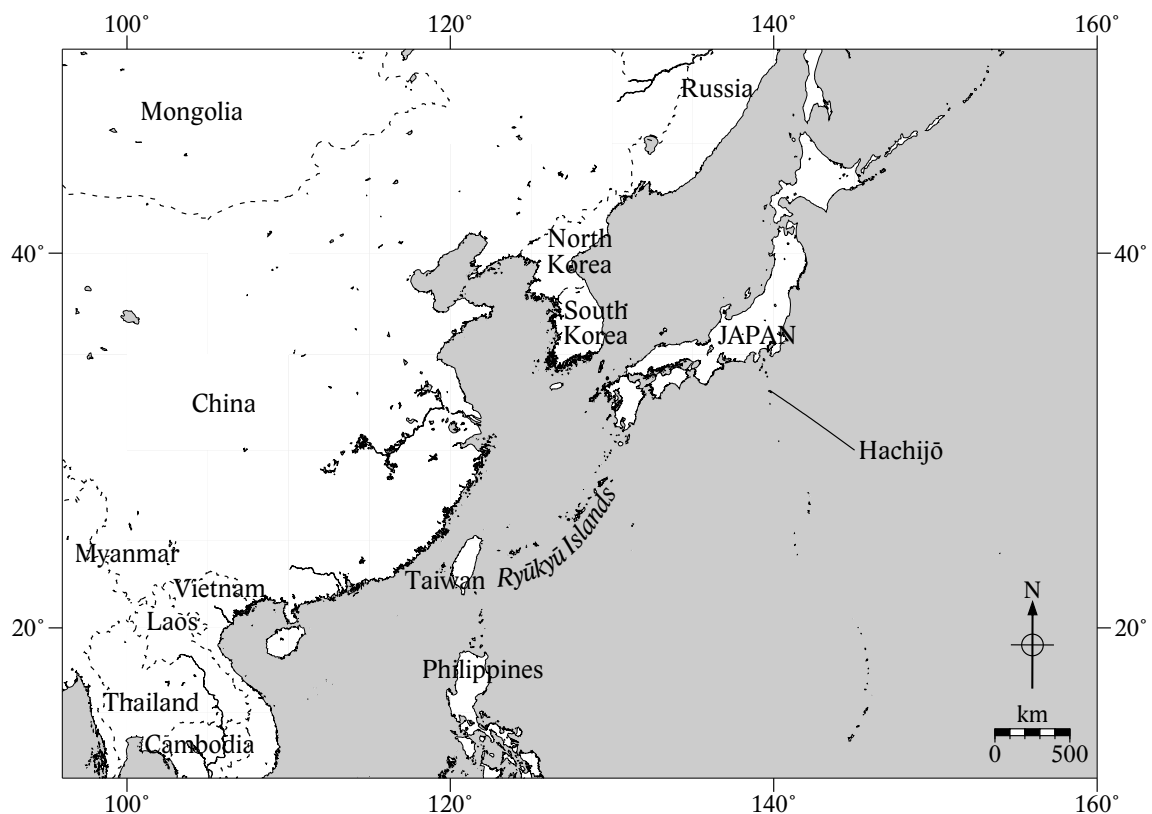 100˚
120˚
140˚
160˚
Russia
Mongolia
40˚
North
Korea
40˚
South
Korea
JAPAN
China
Hachijō
Ryūkyū Islands
Myanmar
Taiwan
Vietnam
N
Laos
20˚
20˚
Philippines
Thailand
km
Cambodia
0
500
100˚
120˚
140˚
160˚